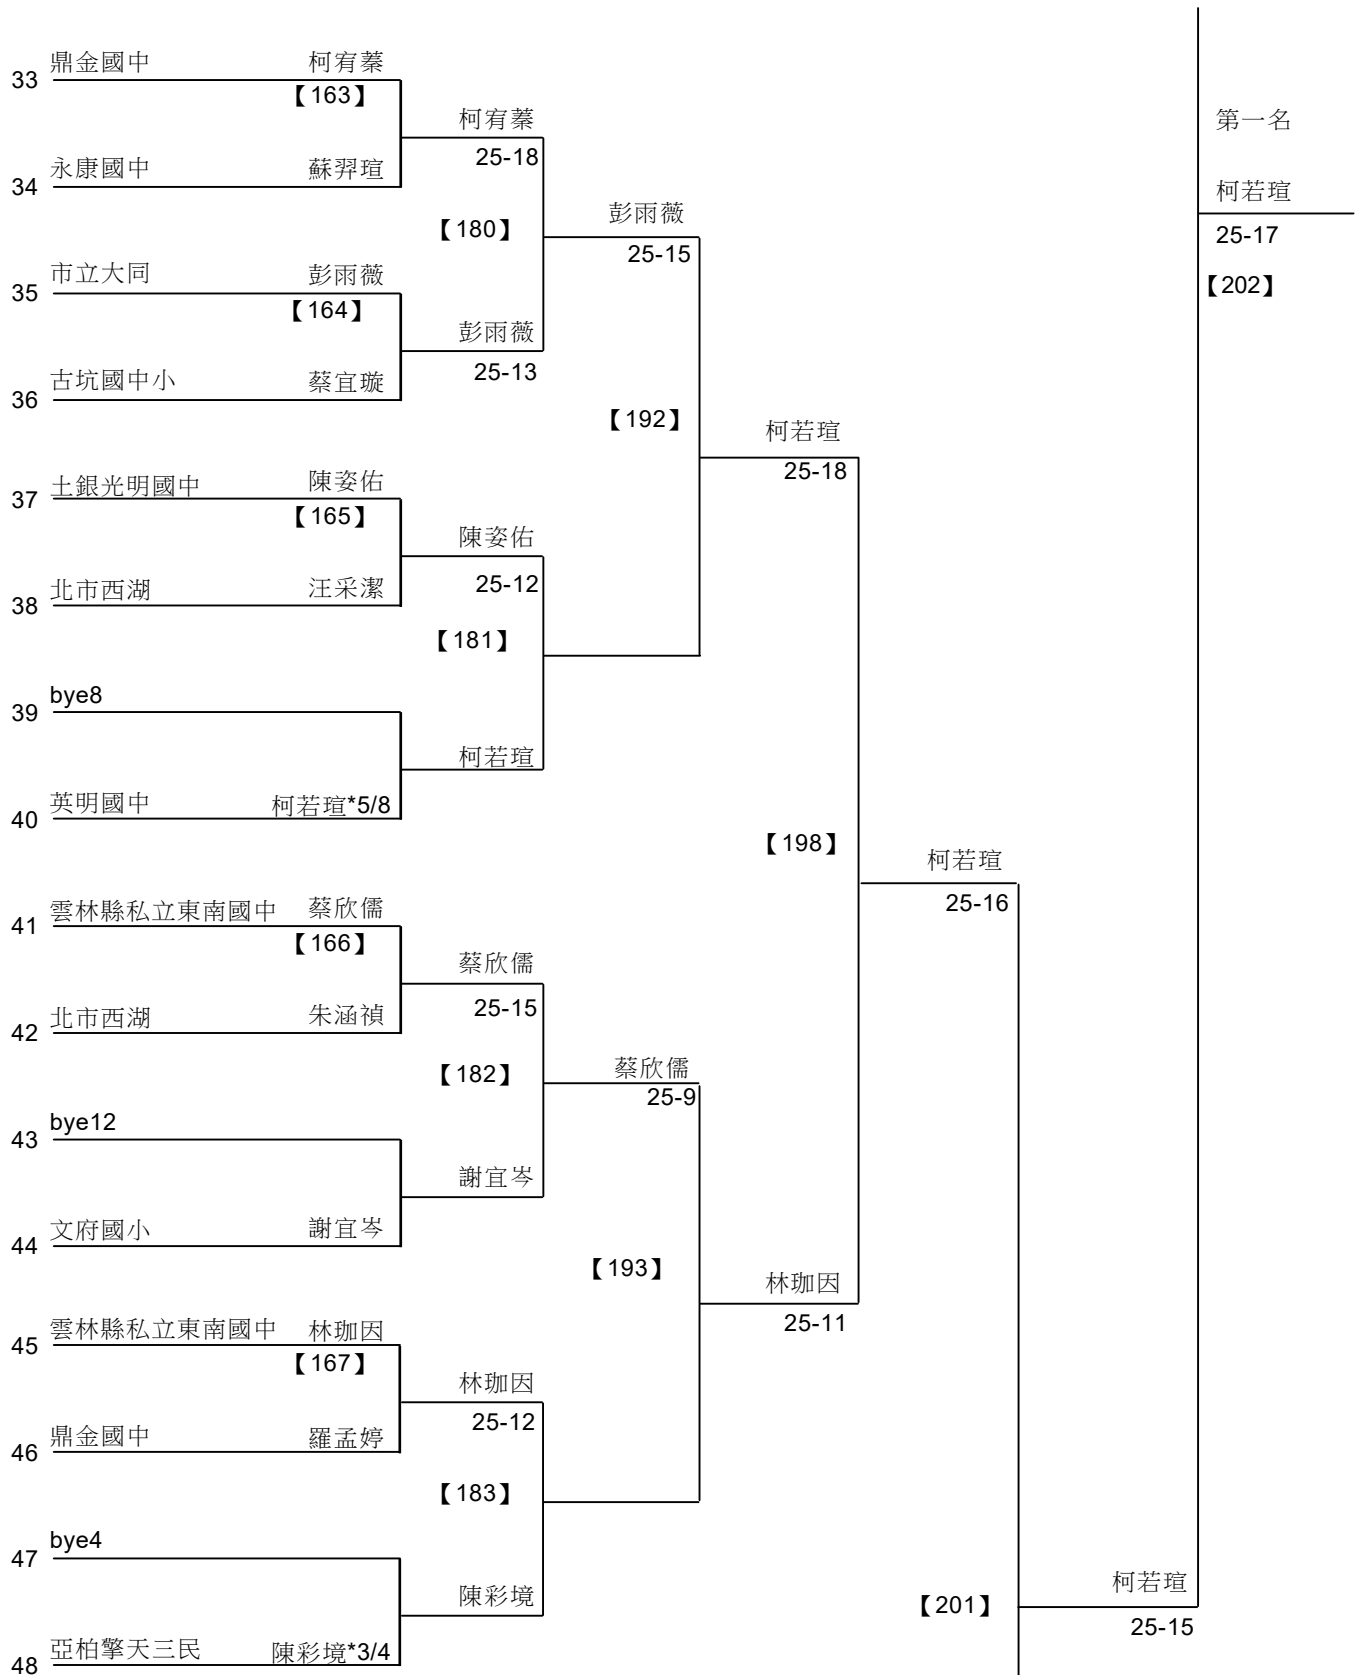 33 鼎金國中 柯宥蓁
【163】
柯宥蓁
25-18
34 永康國中 蘇羿瑄
【180】
彭雨薇
25-15
35 市立大同 彭雨薇
【164】
彭雨薇
25-13
36 古坑國中小 蔡宜璇
【192】
柯若瑄
25-18
37 土銀光明國中 陳姿佑
【165】
陳姿佑
25-12
38 北市西湖 汪采潔
【181】
39 bye8
柯若瑄
40 英明國中 柯若瑄*5/8
【198】
柯若瑄
25-16
41 雲林縣私立東南國中 蔡欣儒
【166】
蔡欣儒
25-15
42 北市西湖 朱涵禎
【182】
蔡欣儒
25-9
43 bye12
謝宜岑
44 文府國小 謝宜岑
【193】
林珈因
25-11
45 雲林縣私立東南國中 林珈因
【167】
林珈因
25-12
46 鼎金國中 羅孟婷
【183】
47 bye4
陳彩境
48 亞柏擎天三民 陳彩境*3/4
【201】
柯若瑄
25-15
第一名
柯若瑄
25-17
【202】